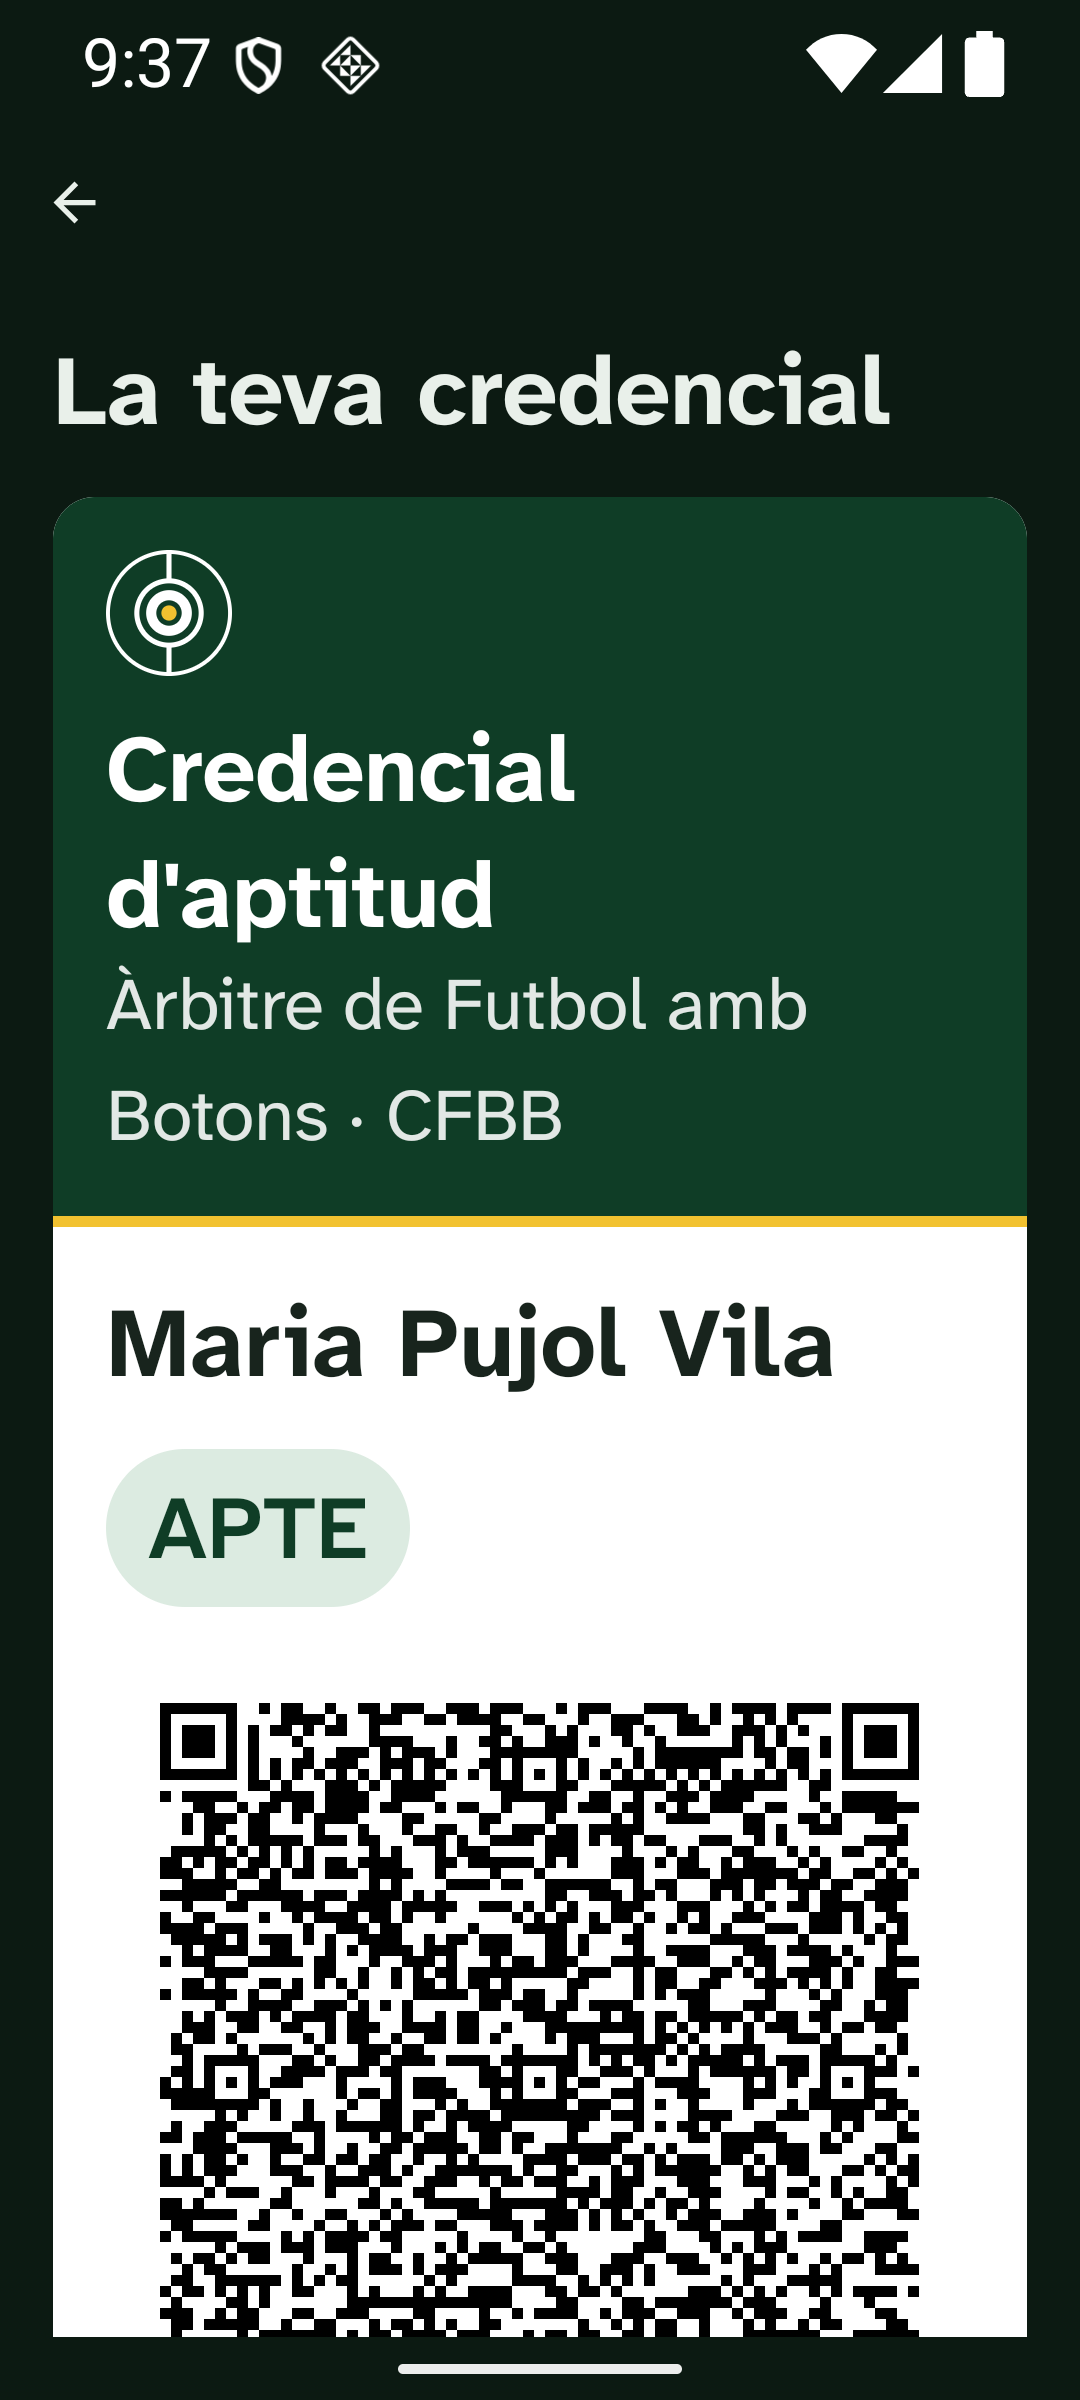 9:37
La teva credencial
Credencial
d'aptitud
Àrbitre de Futbol amb
Botons · CFBB
Maria Pujol Vila
APTE